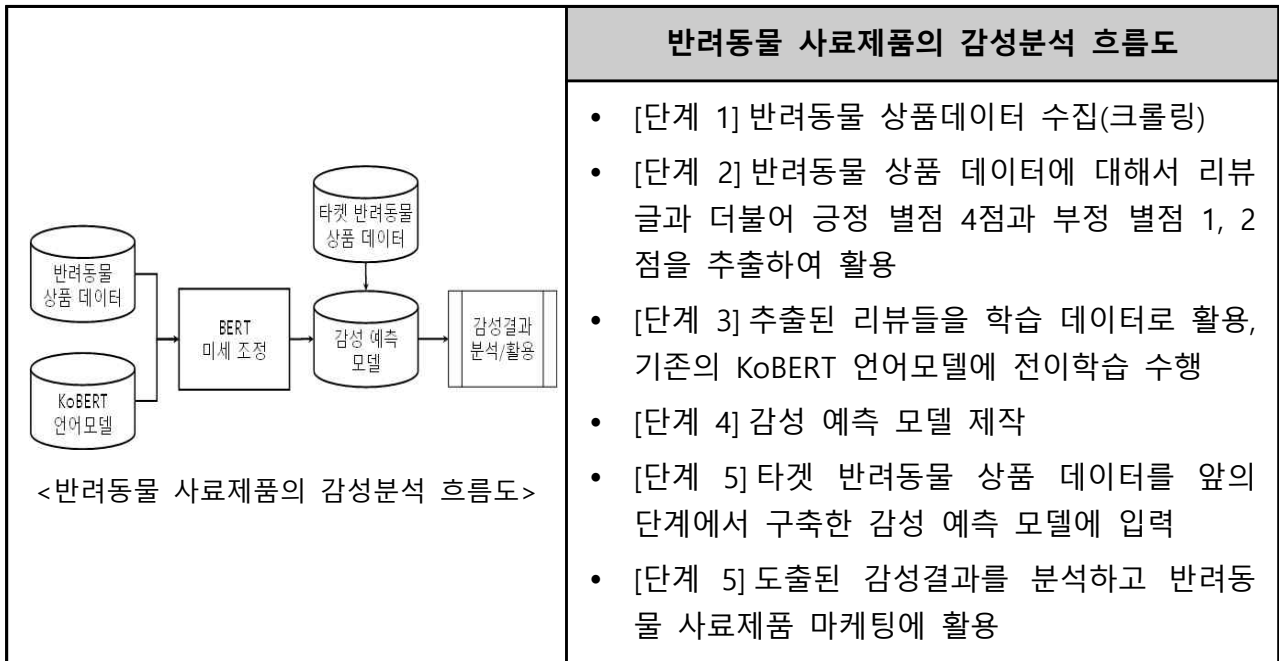 타켓 반려동물
상품 데이터
반려동물
상품 데이터
BERT
미세 조정
감성 예측
모델
감성결과
분석/활용
KoBERT
언어모델
<반려동물 사료제품의 감성분석 흐름도>
반려동물 사료제품의 감성분석 흐름도
• [단계 1] 반려동물 상품데이터 수집(크롤링)
• [단계 2] 반려동물 상품 데이터에 대해서 리뷰
글과 더불어 긍정 별점 4점과 부정 별점 1, 2
점을 추출하여 활용
• [단계 3] 추출된 리뷰들을 학습 데이터로 활용,
기존의 KoBERT 언어모델에 전이학습 수행
• [단계 4] 감성 예측 모델 제작
• [단계 5] 타겟 반려동물 상품 데이터를 앞의
단계에서 구축한 감성 예측 모델에 입력
• [단계 5] 도출된 감성결과를 분석하고 반려동
물 사료제품 마케팅에 활용